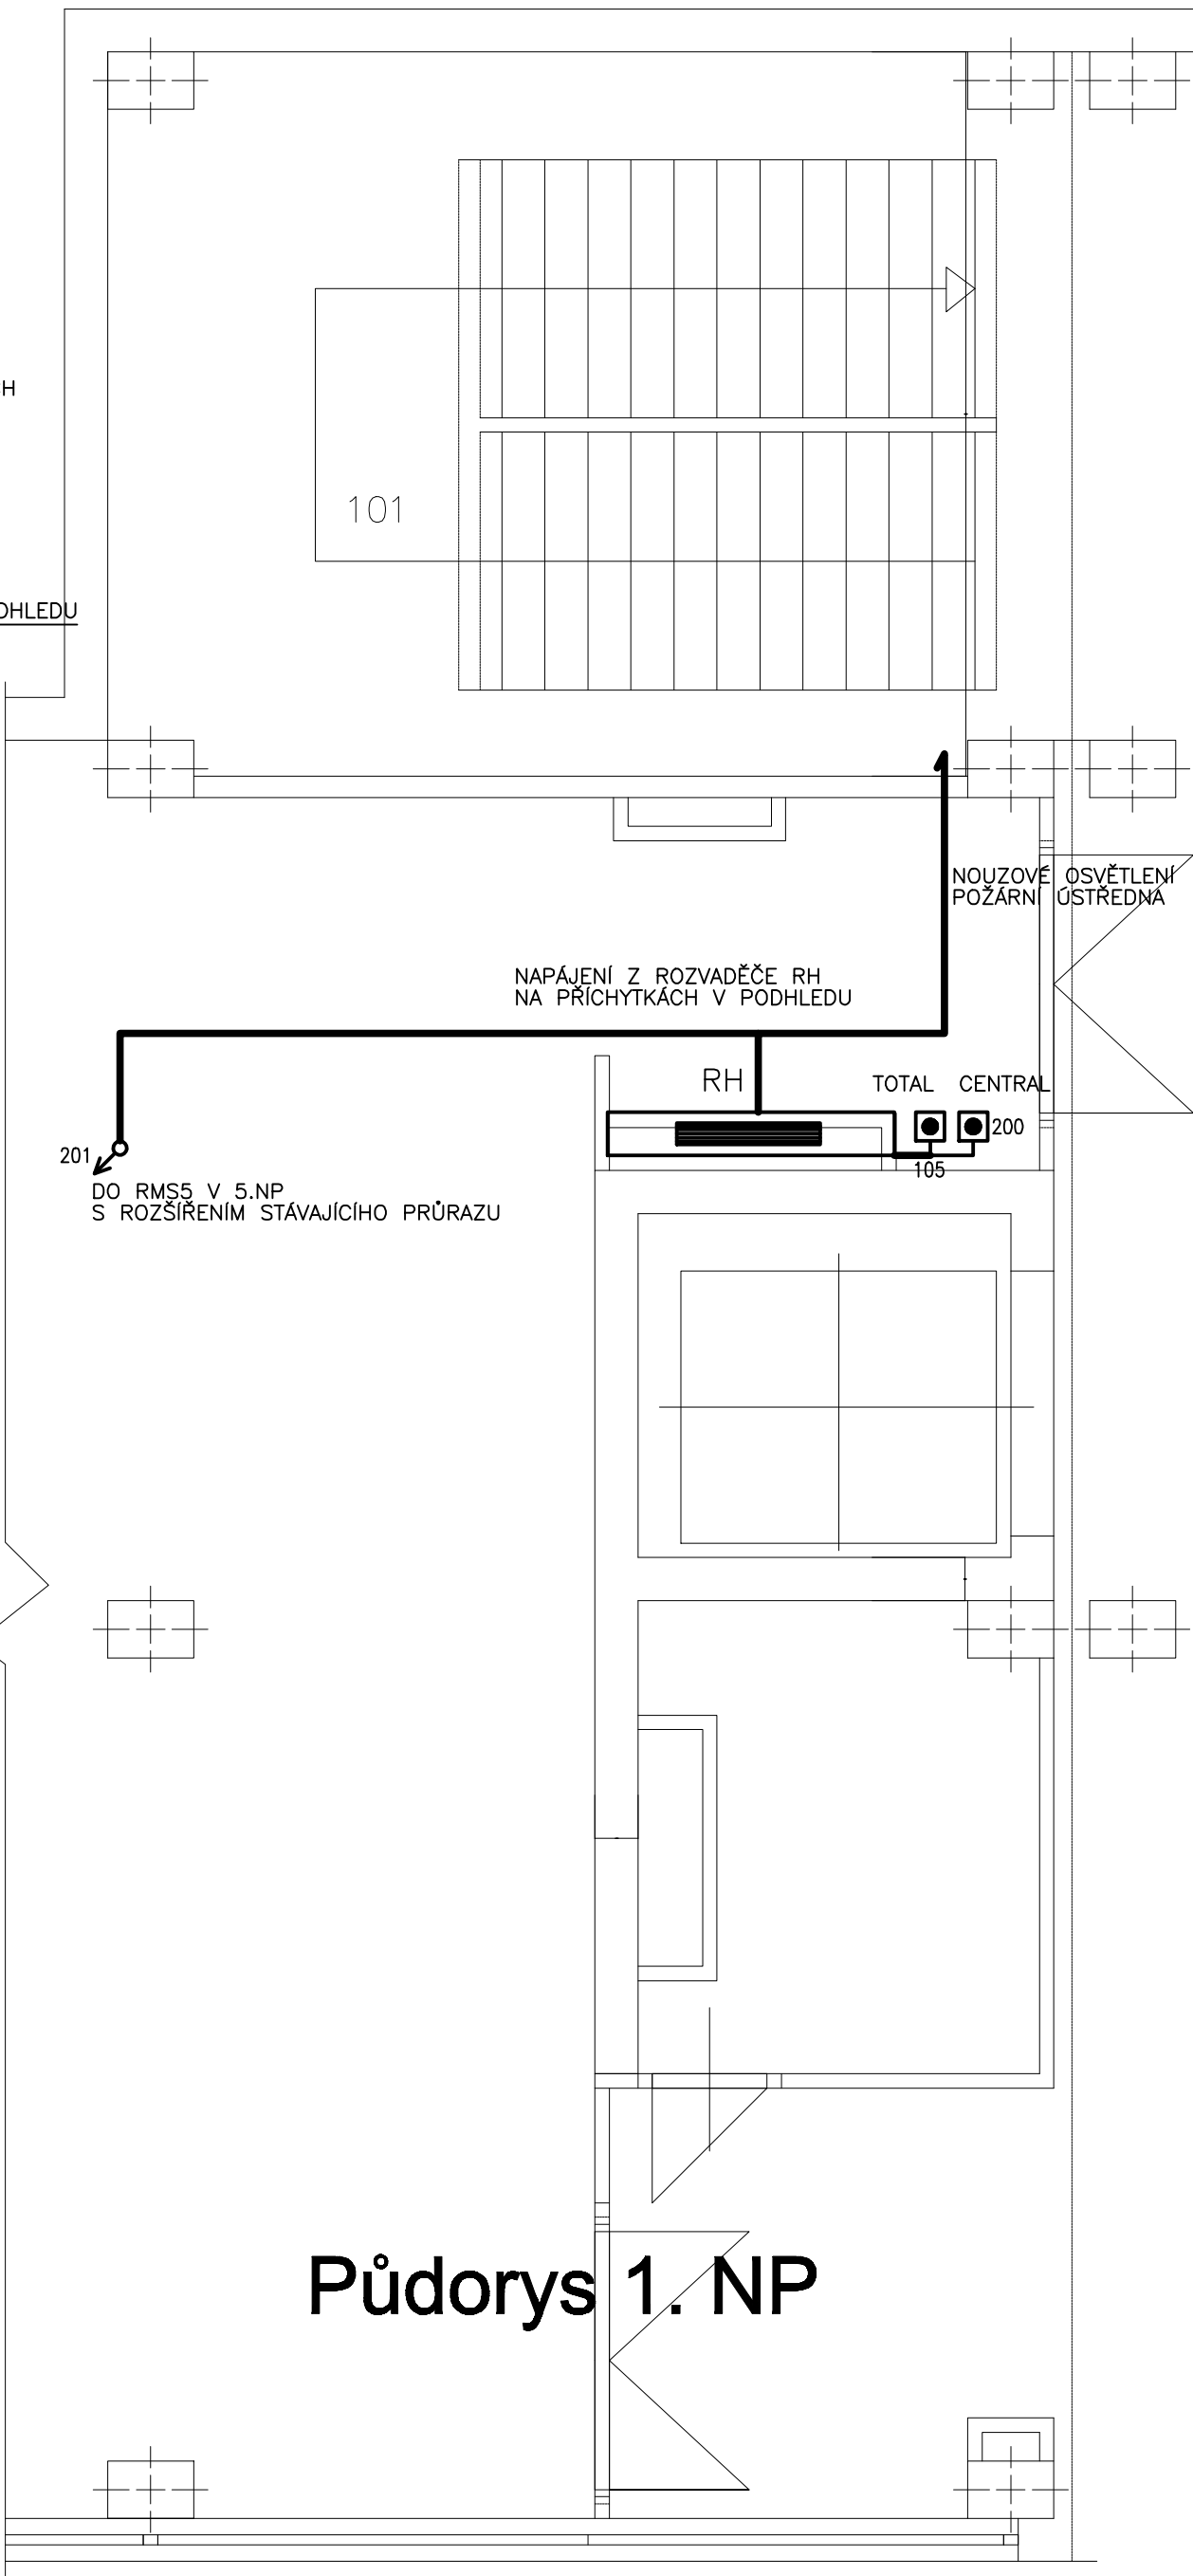 H
OHLEDU
101
NOUZOVÉ OSVĚTLENÍ
POŽÁRNÍ ÚSTŘEDNA
NAPÁJENÍ Z ROZVADĚČE RH
NA PŘÍCHYTKÁCH V PODHLEDU
RH
TOTAL CENTRAL
200
105
201
DO RMS5 V 5.NP
S ROZŠÍŘENÍM STÁVAJÍCÍHO PRŮRAZU
Půdorys 1. NP